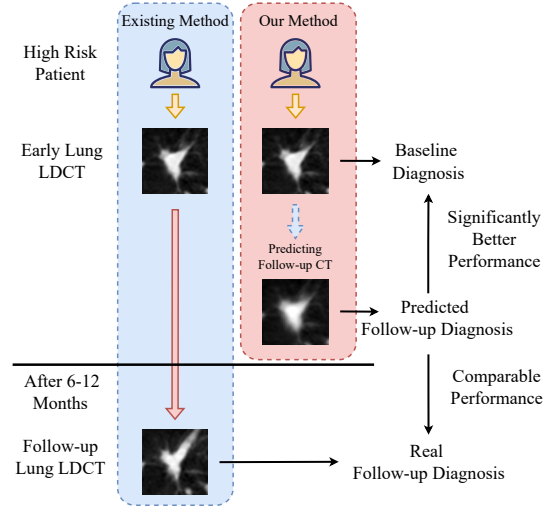 Existing Method
Our Method
High Risk
Patient
Early Lung
LDCT
Baseline
Diagnosis
Predicting
Follow-up CT
Significantly
Better
Performance
Predicted
Follow-up Diagnosis
After 6-12
Months
Comparable
Performance
Follow-up
Lung LDCT
Real
Follow-up Diagnosis